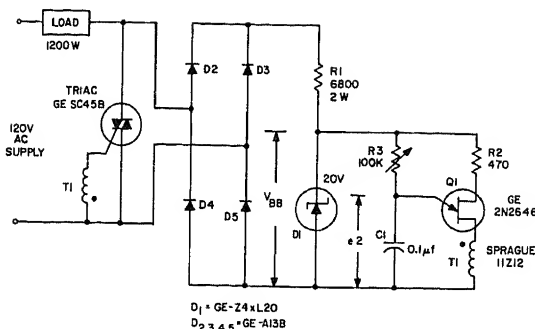 LOAD
1200W
TRIAC
GE SC45B
120V
AC
SUPPLY
T1
D2
D3
D4
D5
R1
6800
2 W
VBB
20V
D1
e2
R3
100K
C1
0.1μf
R2
470
Q1
GE
2N2646
T1
SPRAGUE
11Z12
D1 = GE-Z4xL20
D2,3,4,5 = GE-A13B